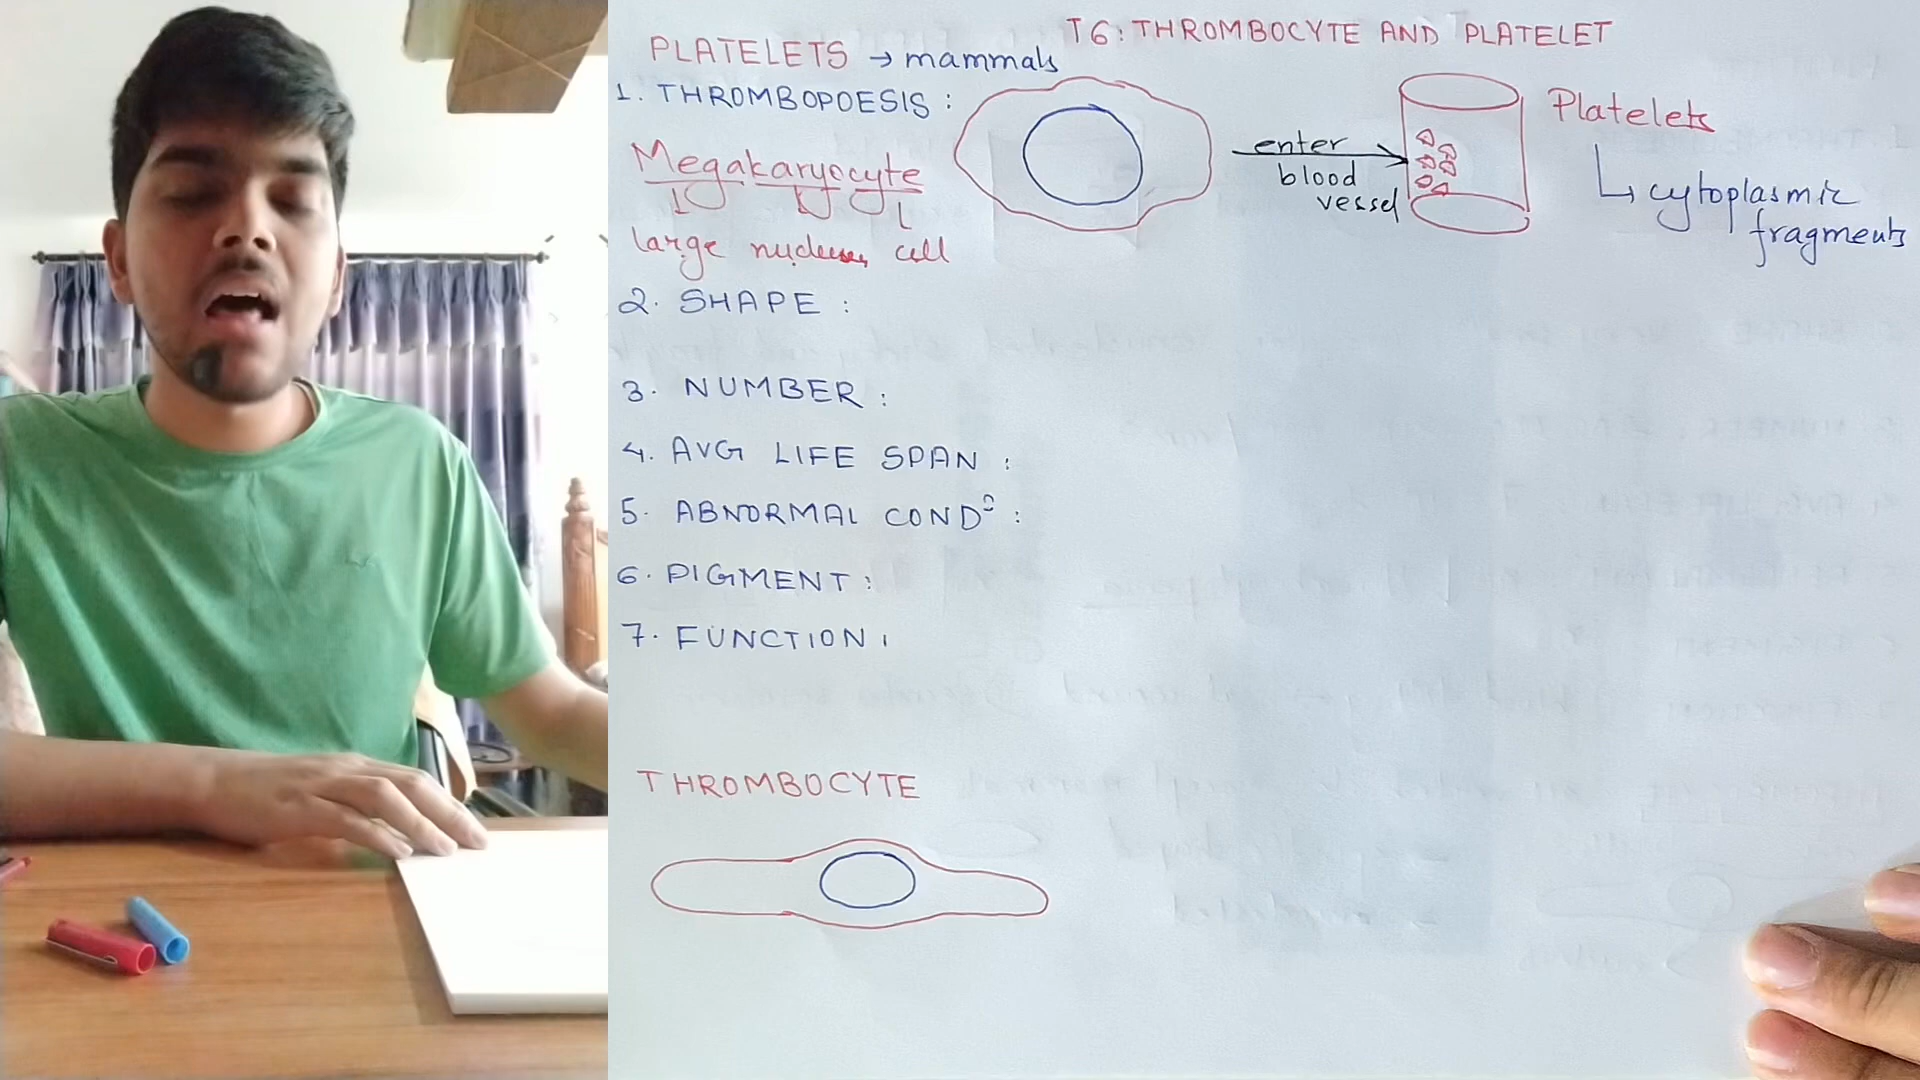 T6: THROMBOCYTE AND PLATELET
PLATELETS → mammals
1. THROMBOPOESIS :
Megakaryocyte
large nucleus cell
enter
blood
vessel
Platelets
cytoplasmic
fragments
2. SHAPE :
3. NUMBER :
4. AVG LIFE SPAN :
5. ABNORMAL CONDⁿ :
6. PIGMENT :
7. FUNCTION :
THROMBOCYTE